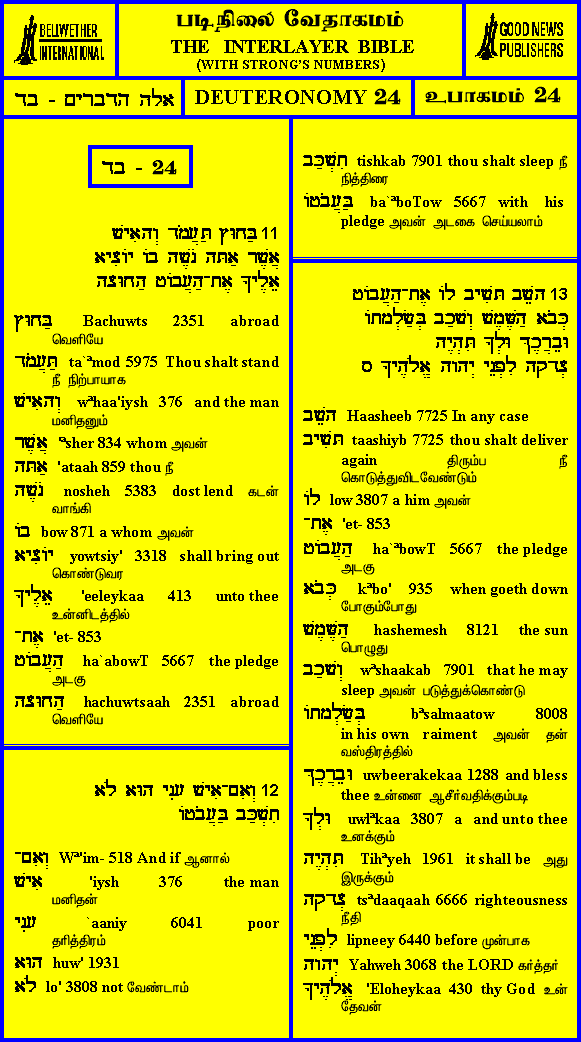 BELLWETHER
INTERNATIONAL
படிநிலை வேதாகமம்
THE INTERLAYER BIBLE
(WITH STRONG'S NUMBERS)
GOOD NEWS
PUBLISHERS
אלה הדברים - בד
DEUTERONOMY 24
உபாகமம் 24
24 - בד
11 בַּחוּץ תַּעֲמֹד וְהָאִישׁ
אֲשֶׁר אַתָּה נֹשֶׁה בוֹ יוֹצִיא
אֵלֶיךָ אֶת־הַעֲבוֹט הַחוּצָה
בַּחוּץ Bachuwts 2351 abroad
வெளியே
תַּעֲמֹד ta`ªmod 5975 Thou shalt stand
நீ நிற்பாயாக
וְהָאִישׁ wªhaa'iysh 376 and the man
மனிதனும்
אֲשֶׁר ªsher 834 whom அவன்
אַתָּה 'ataah 859 thou நீ
נֹשֶׁה nosheh 5383 dost lend கடன்
வாங்கி
בוֹ bow 871 a whom அவன்
יוֹצִיא yowtsiy' 3318 shall bring out
கொண்டுவர
אֵלֶיךָ 'eeleykaa 413 unto thee
உன்னிடத்தில்
אֶת־ 'et- 853
הַעֲבוֹט ha`abowT 5667 the pledge
அடகு
הַחוּצָה hachuwtsaah 2351 abroad
வெளியே
12 וְאִם־אִישׁ עָנִי הוּא לֹא
תִשְׁכַּב בַּעֲבֹטוֹ
וְאִם־ Wª'im- 518 And if ஆனால்
אִישׁ 'iysh 376 the man
மனிதன்
עָנִי `aaniy 6041 poor
தரித்திரம்
הוּא huw' 1931
לֹא lo' 3808 not வேண்டாம்
תִשְׁכַּב tishkab 7901 thou shalt sleep நீ
நித்திரை
בַּעֲבֹטוֹ ba`ªboTow 5667 with his
pledge அவன் அடகை செய்யலாம்
13 הָשֵׁב תָּשִׁיב לוֹ אֶת־הַעֲבוֹט
כְּבֹא הַשֶּׁמֶשׁ וְשָׁכַב בְּשַׂלְמָתוֹ
וּבֵרֲכֶךָּ וּלְךָ תִּהְיֶה
צְדָקָה לִפְנֵי יְהוָה אֱלֹהֶיךָ ס
הָשֵׁב Haasheeb 7725 In any case
תָּשִׁיב taashiyb 7725 thou shalt deliver
again திரும்ப நீ
கொடுத்துவிடவேண்டும்
לוֹ low 3807 a him அவன்
אֶת־ 'et- 853
הַעֲבוֹט ha`ªbowT 5667 the pledge
அடகு
כְּבֹא kªbo' 935 when goeth down
போகும்போது
הַשֶּׁמֶשׁ hashemesh 8121 the sun
பொழுது
וְשָׁכַב wªshaakab 7901 that he may
sleep அவன் படுத்துக்கொண்டு
בְּשַׂלְמָתוֹ bªsalmaatow 8008
in his own raiment அவன் தன்
வஸ்திரத்தில்
וּבֵרֲכֶךָּ uwbeerakekaa 1288 and bless
thee உன்னை ஆசீர்வதிக்கும்படி
וּלְךָ uwlªkaa 3807 a and unto thee
உனக்கும்
תִּהְיֶה Tihªyeh 1961 it shall be அது
இருக்கும்
צְדָקָה tsªdaaqaah 6666 righteousness
நீதி
לִפְנֵי lipneey 6440 before முன்பாக
יְהוָה Yahweh 3068 the LORD கர்த்தர்
אֱלֹהֶיךָ 'Eloheykaa 430 thy God உன்
தேவன்